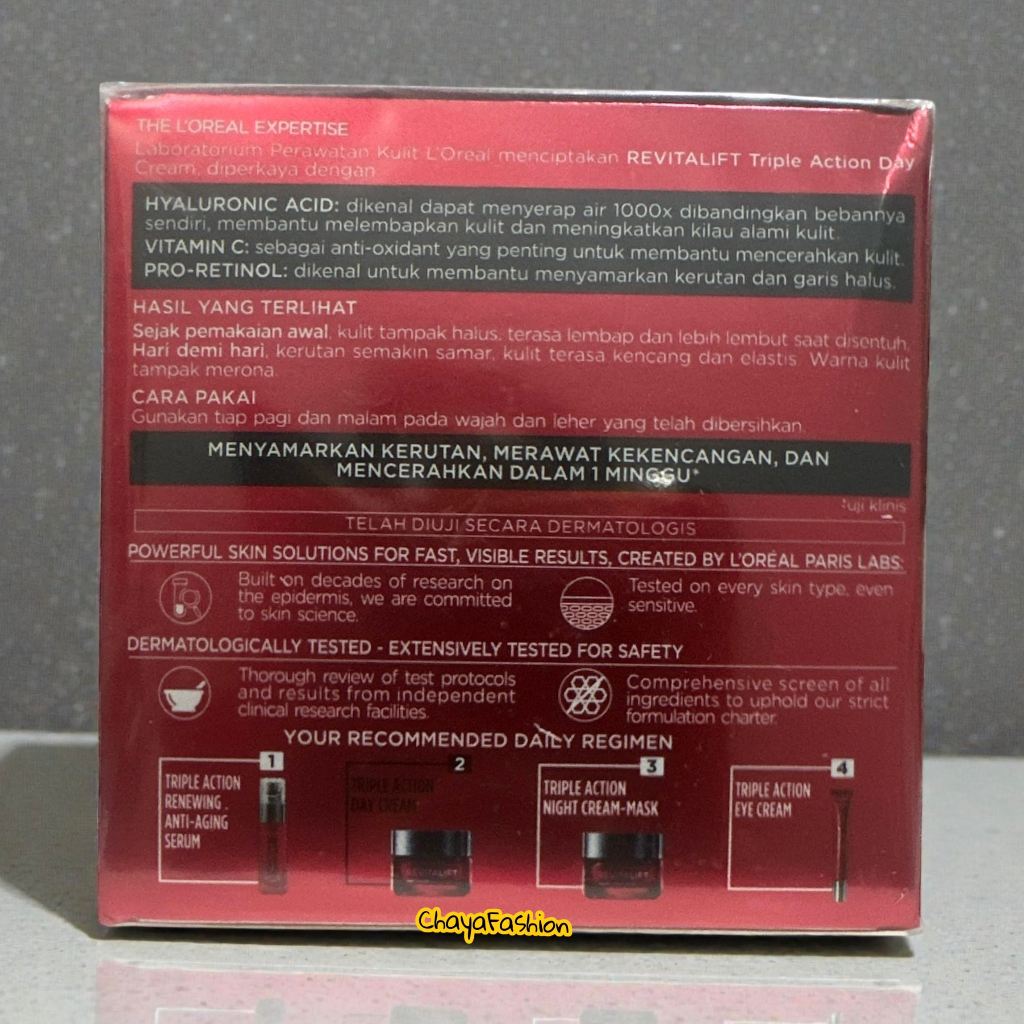 THE L'OREAL EXPERTISE
Laboratorium Perawatan Kulit L'Oreal menciptakan REVITALIFT Triple Action Day
Cream, diperkaya dengan
HYALURONIC ACID: dikenal dapat menyerap air 1000x dibandingkan bebannya
sendiri, membantu melembapkan kulit dan meningkatkan kilau alami kulit.
VITAMIN C: sebagai anti-oxidant yang penting untuk membantu mencerahkan kulit.
PRO-RETINOL: dikenal untuk membantu menyamarkan kerutan dan garis halus.
HASIL YANG TERLIHAT
Sejak pemakaian awal, kulit tampak halus, terasa lembap dan lebih lembut saat disentuh.
Hari demi hari, kerutan semakin samar, kulit terasa kencang dan elastis. Warna kulit
tampak merona.
CARA PAKAI
Gunakan tiap pagi dan malam pada wajah dan leher yang telah dibersihkan.
MENYAMARKAN KERUTAN, MERAWAT KEKENCANGAN, DAN
MENCERAHKAN DALAM 1 MINGGU*
*uji klinis
TELAH DIUJI SECARA DERMATOLOGIS
POWERFUL SKIN SOLUTIONS FOR FAST, VISIBLE RESULTS, CREATED BY L'ORÉAL PARIS LABS:
Built on decades of research on
the epidermis, we are committed
to skin science.
Tested on every skin type, even
sensitive.
DERMATOLOGICALLY TESTED - EXTENSIVELY TESTED FOR SAFETY
Thorough review of test protocols
and results from independent
clinical research facilities.
Comprehensive screen of all
ingredients to uphold our strict
formulation charter.
YOUR RECOMMENDED DAILY REGIMEN
1
TRIPLE ACTION
RENEWING
ANTI-AGING
SERUM
2
TRIPLE ACTION
DAY CREAM
REVITALIFT
3
TRIPLE ACTION
NIGHT CREAM-MASK
REVITALIFT
4
TRIPLE ACTION
EYE CREAM
ChayaFashion